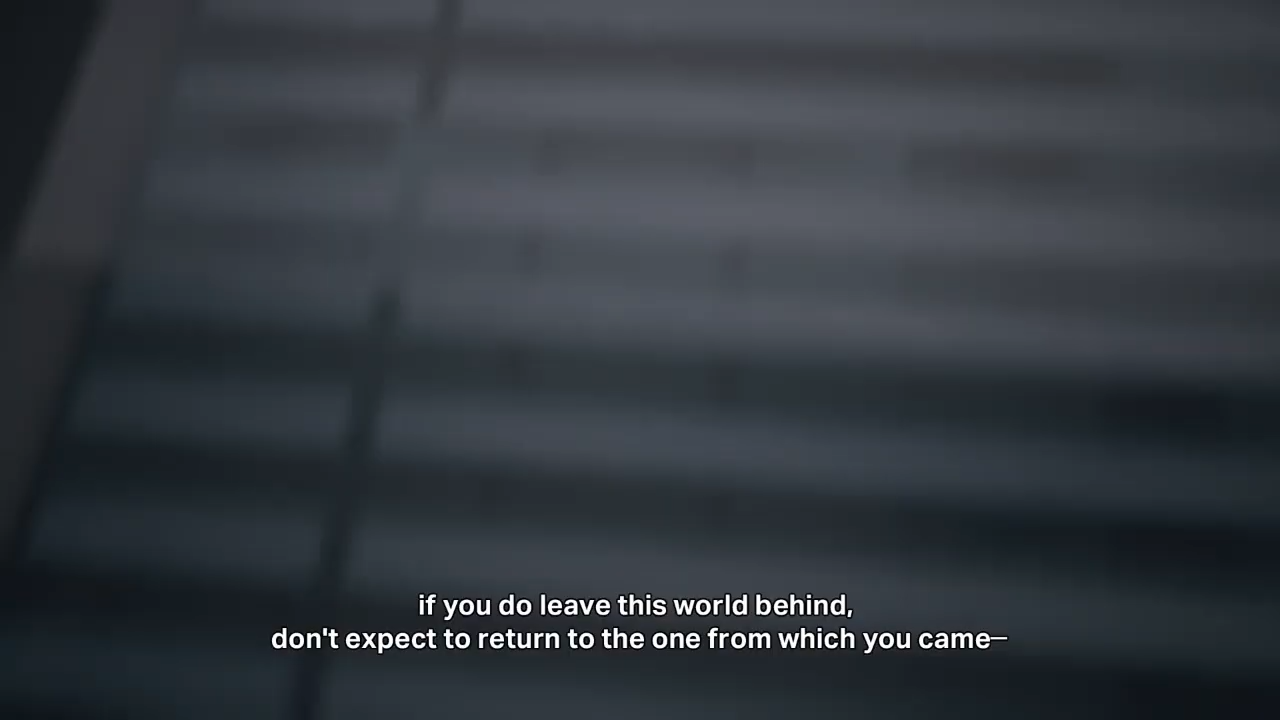 if you do leave this world behind,
don't expect to return to the one from which you came—